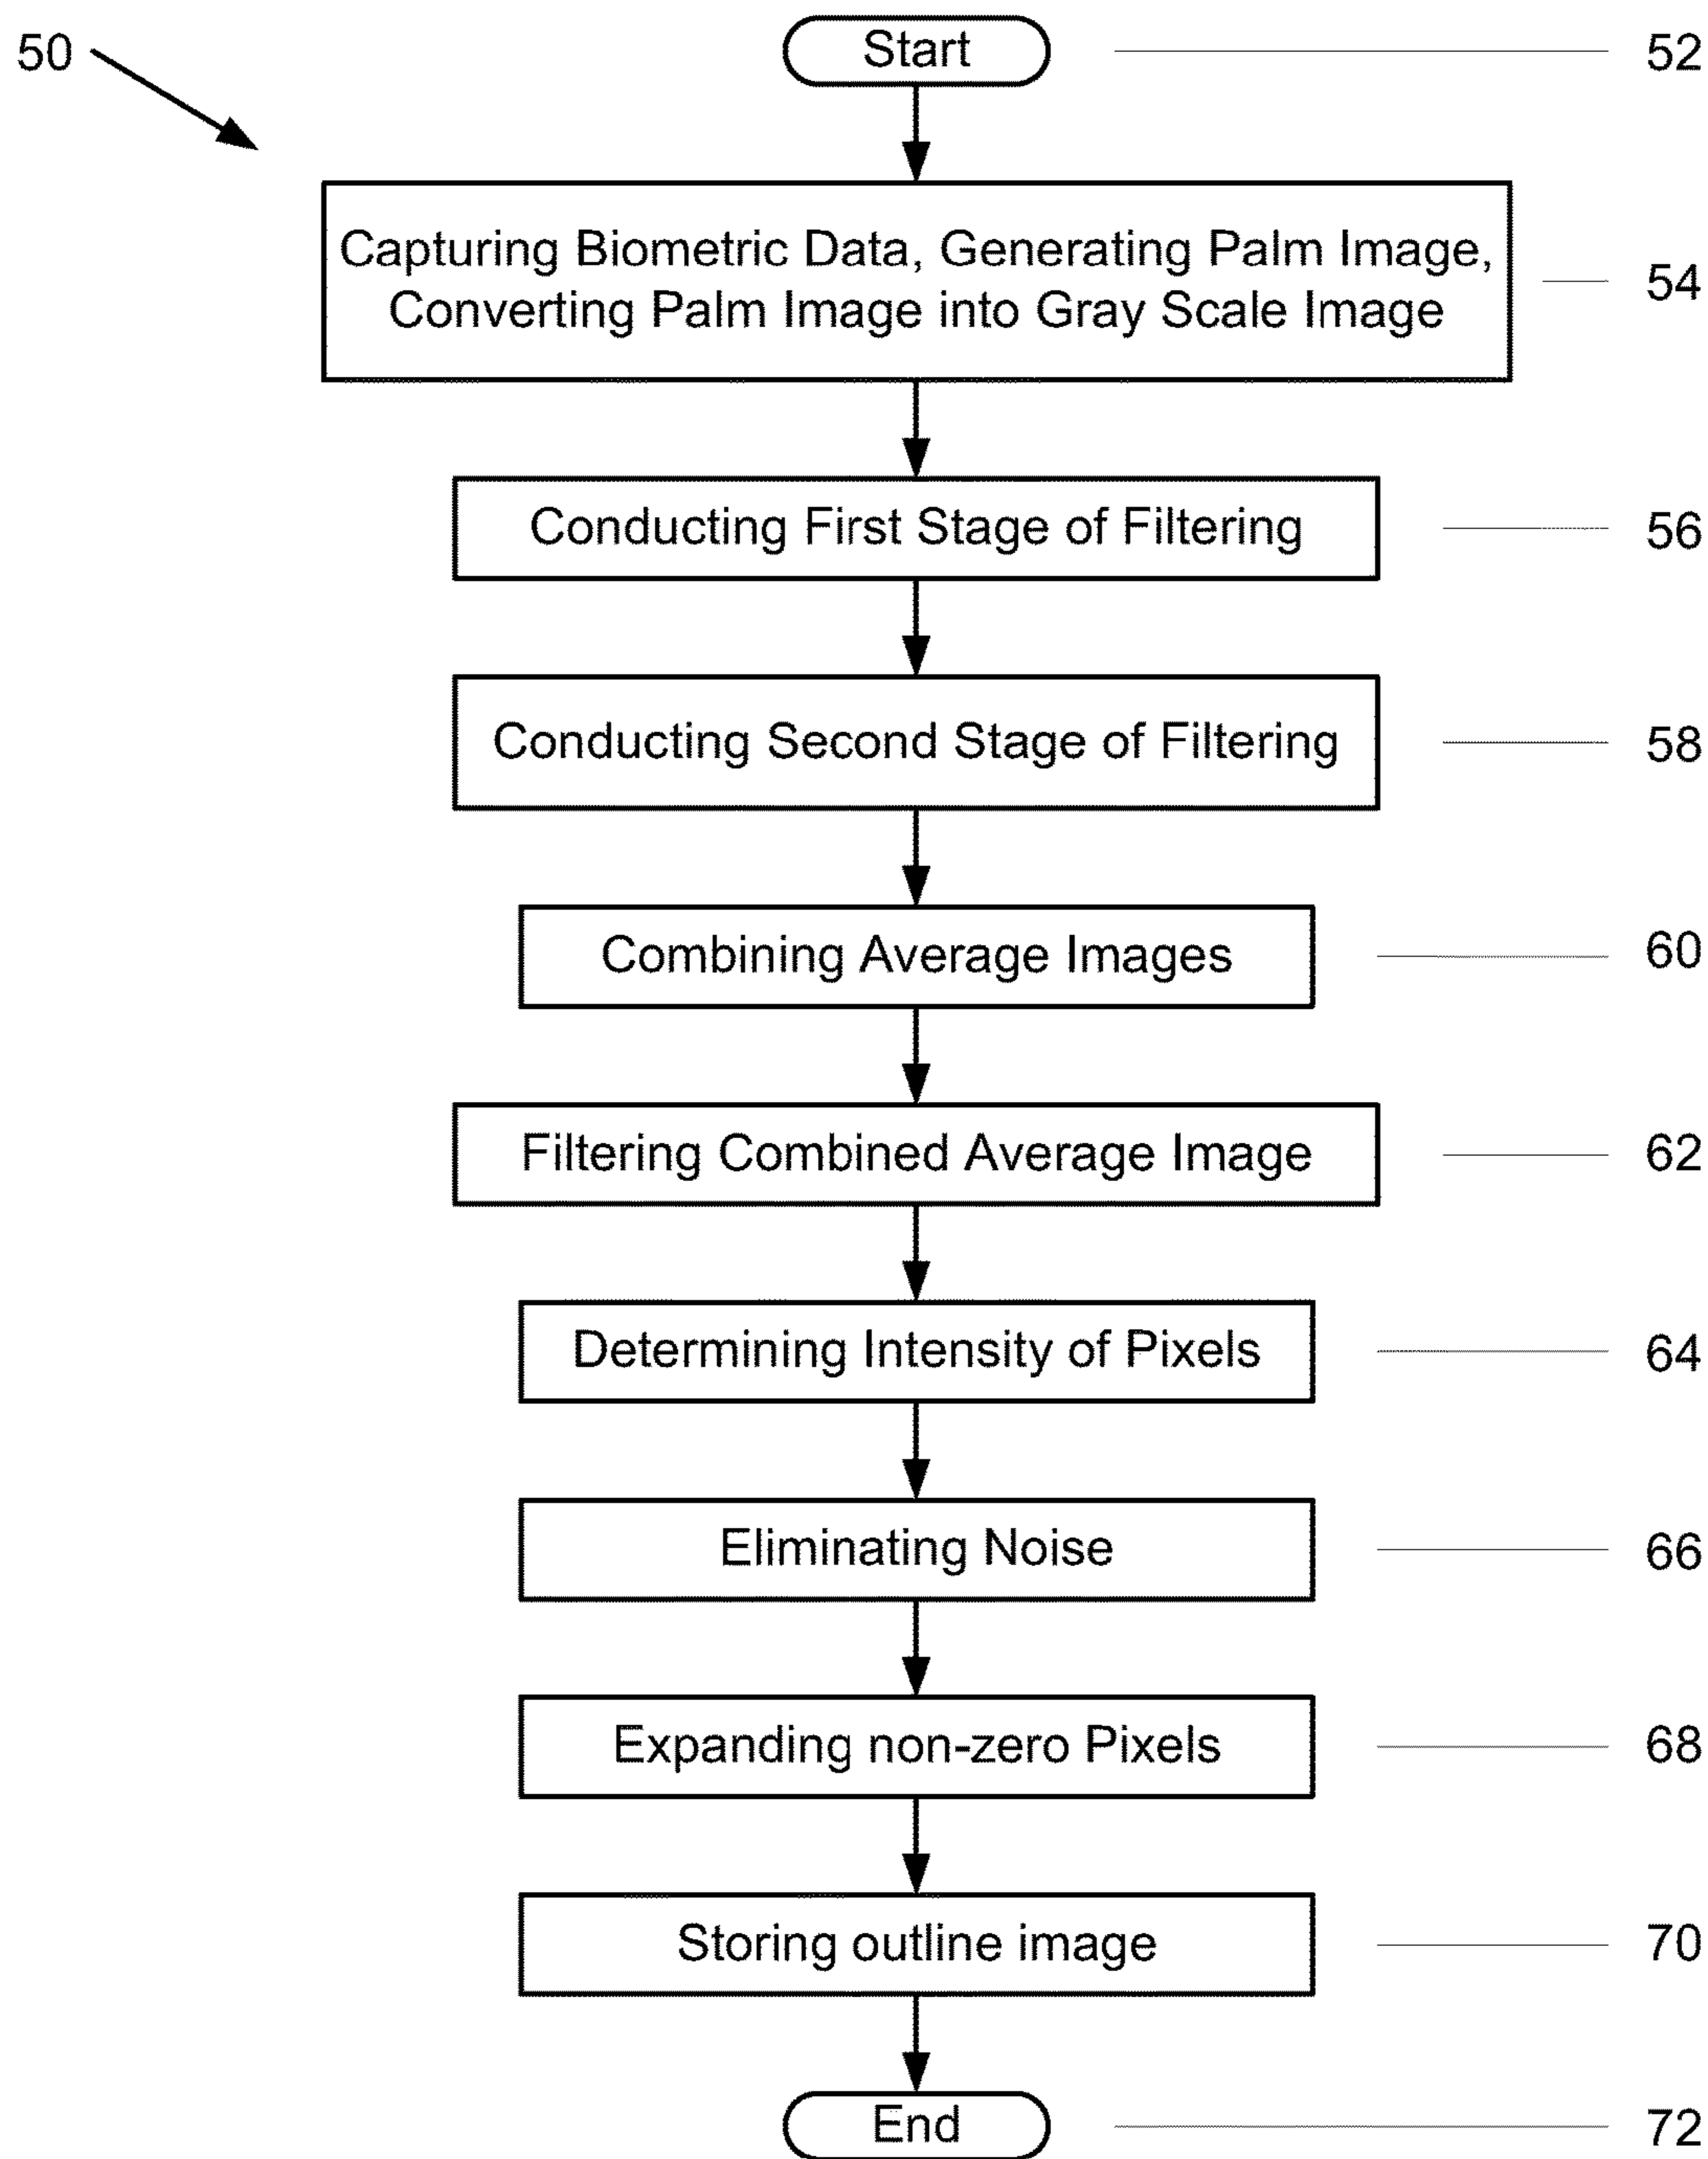 50
Start
52
Capturing Biometric Data, Generating Palm Image,
Converting Palm Image into Gray Scale Image
54
Conducting First Stage of Filtering
56
Conducting Second Stage of Filtering
58
Combining Average Images
60
Filtering Combined Average Image
62
Determining Intensity of Pixels
64
Eliminating Noise
66
Expanding non-zero Pixels
68
Storing outline image
70
End
72